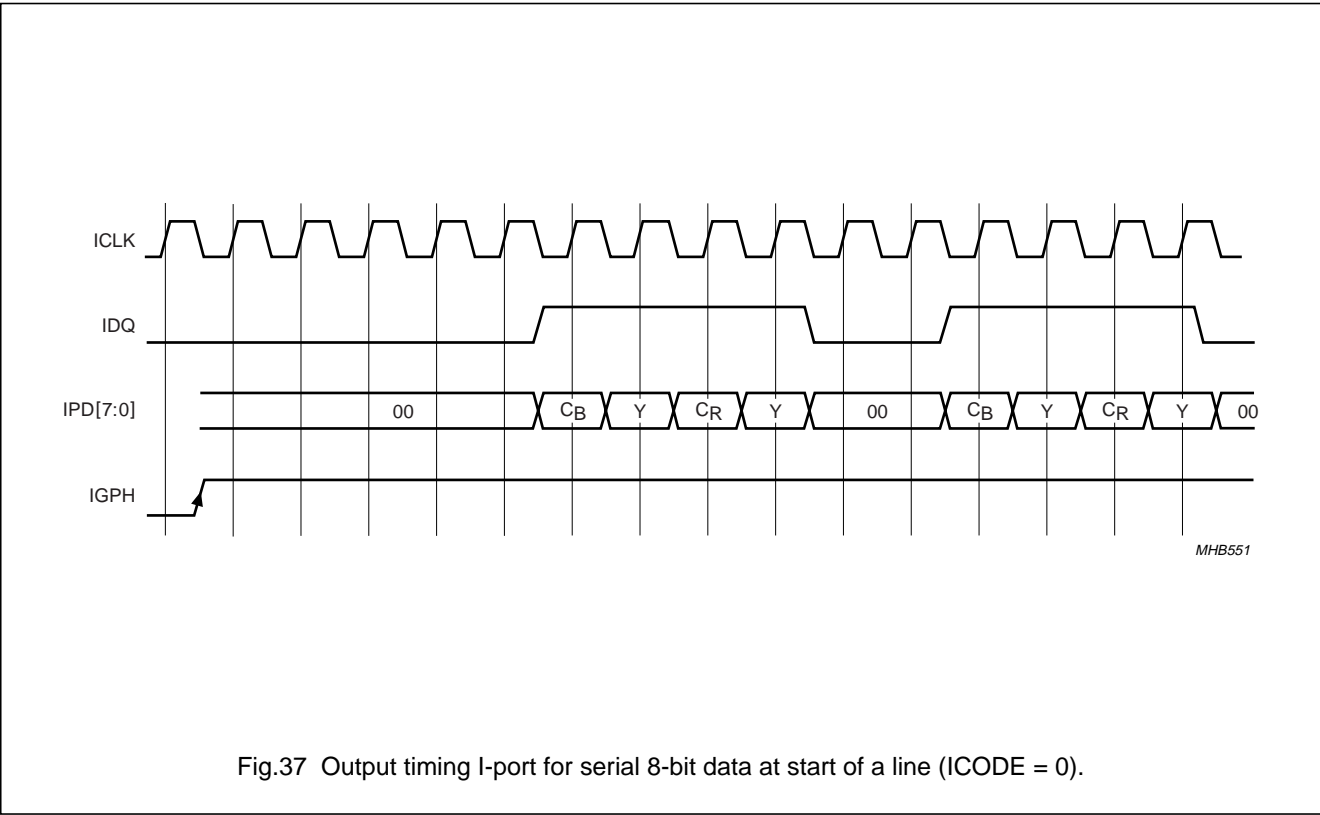 ICLK
IDQ
IPD[7:0] 00 CB Y CR Y 00 CB Y CR Y 00
IGPH
MHB551
Fig.37 Output timing I-port for serial 8-bit data at start of a line (ICODE = 0).